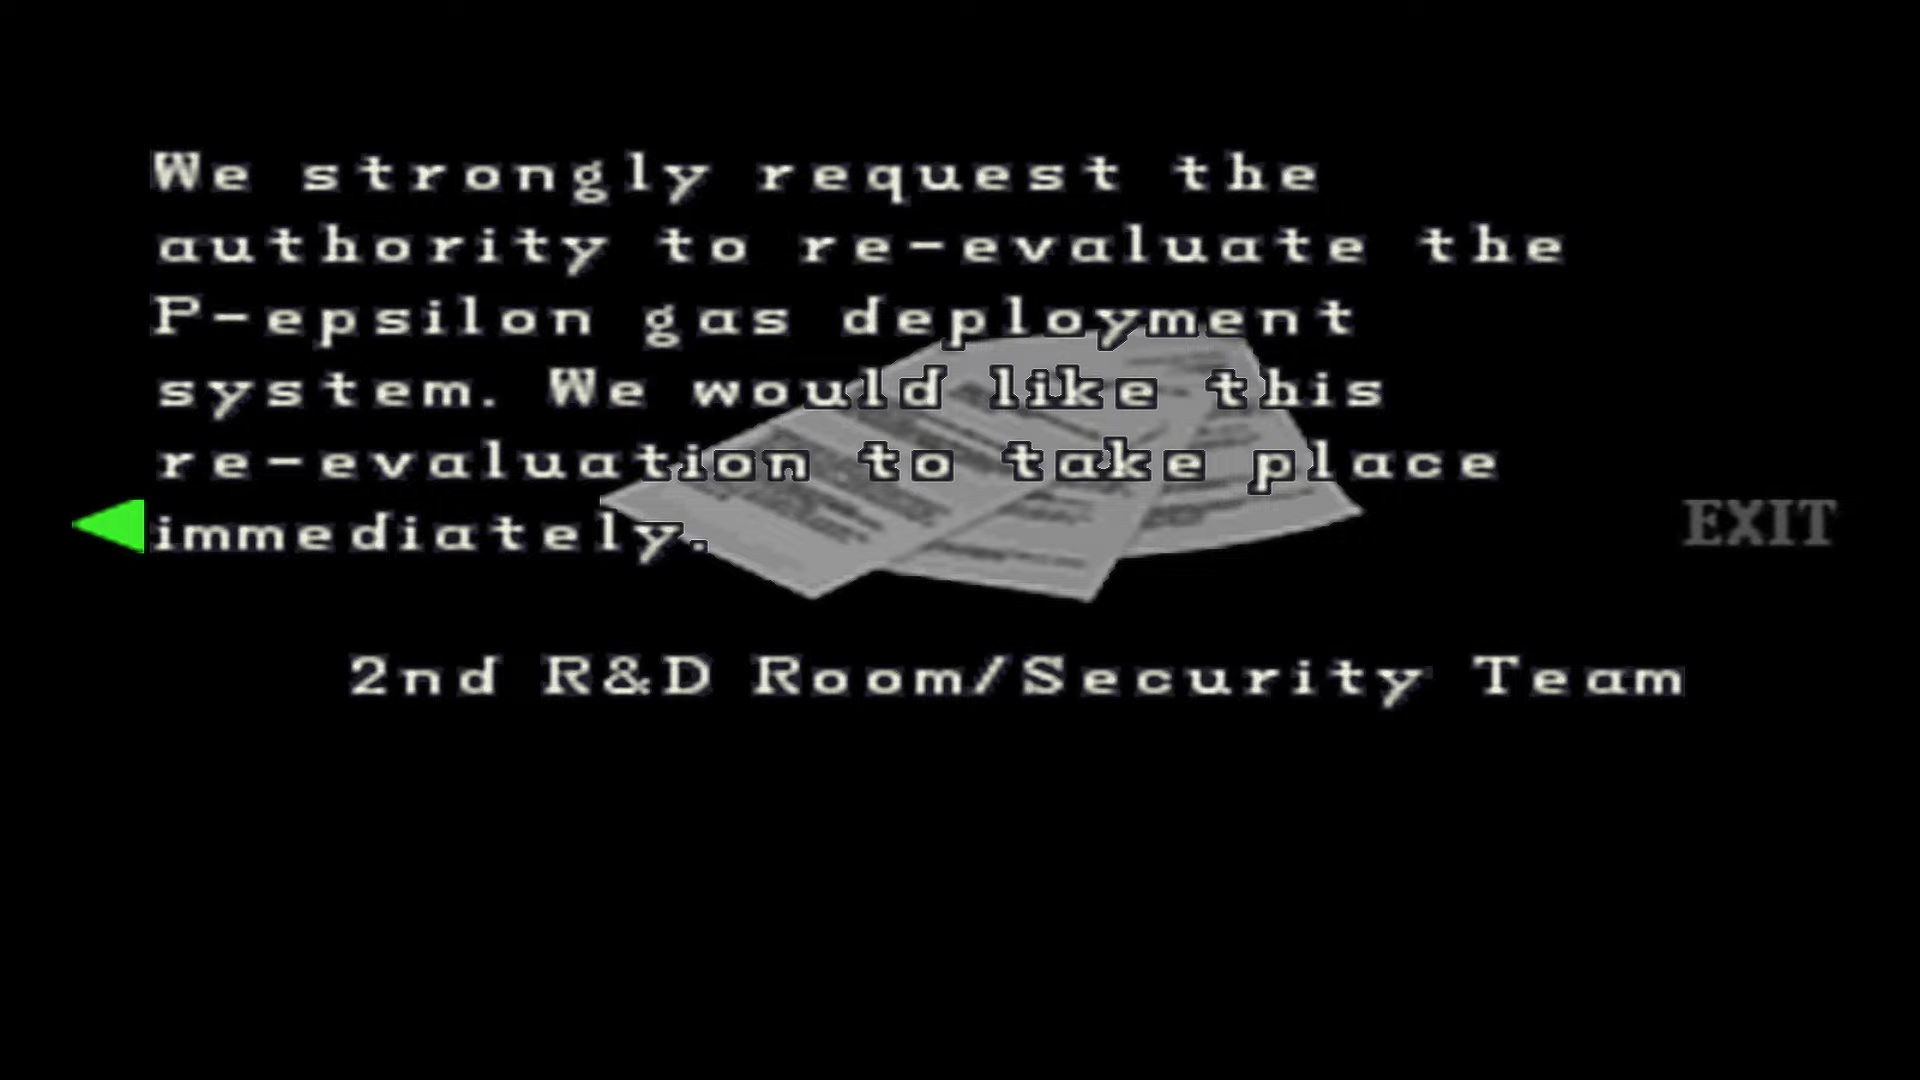 We strongly request the
authority to re-evaluate the
P-epsilon gas deployment
system. We would like this
re-evaluation to take place
immediately.
EXIT
2nd R&D Room/Security Team